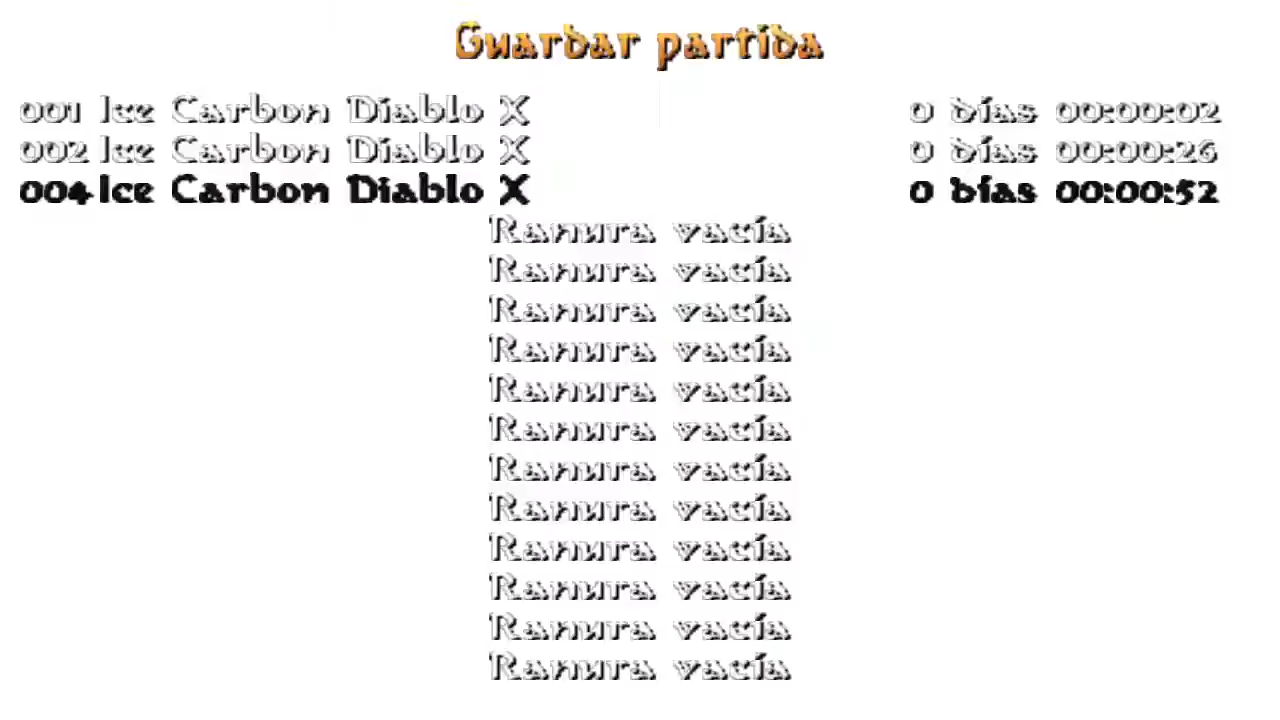 Guardar partida
001 Ice Carbon Diablo X 0 días 00:00:02
002 Ice Carbon Diablo X 0 días 00:00:26
004 Ice Carbon Diablo X 0 días 00:00:52
Ranura vacía
Ranura vacía
Ranura vacía
Ranura vacía
Ranura vacía
Ranura vacía
Ranura vacía
Ranura vacía
Ranura vacía
Ranura vacía
Ranura vacía
Ranura vacía